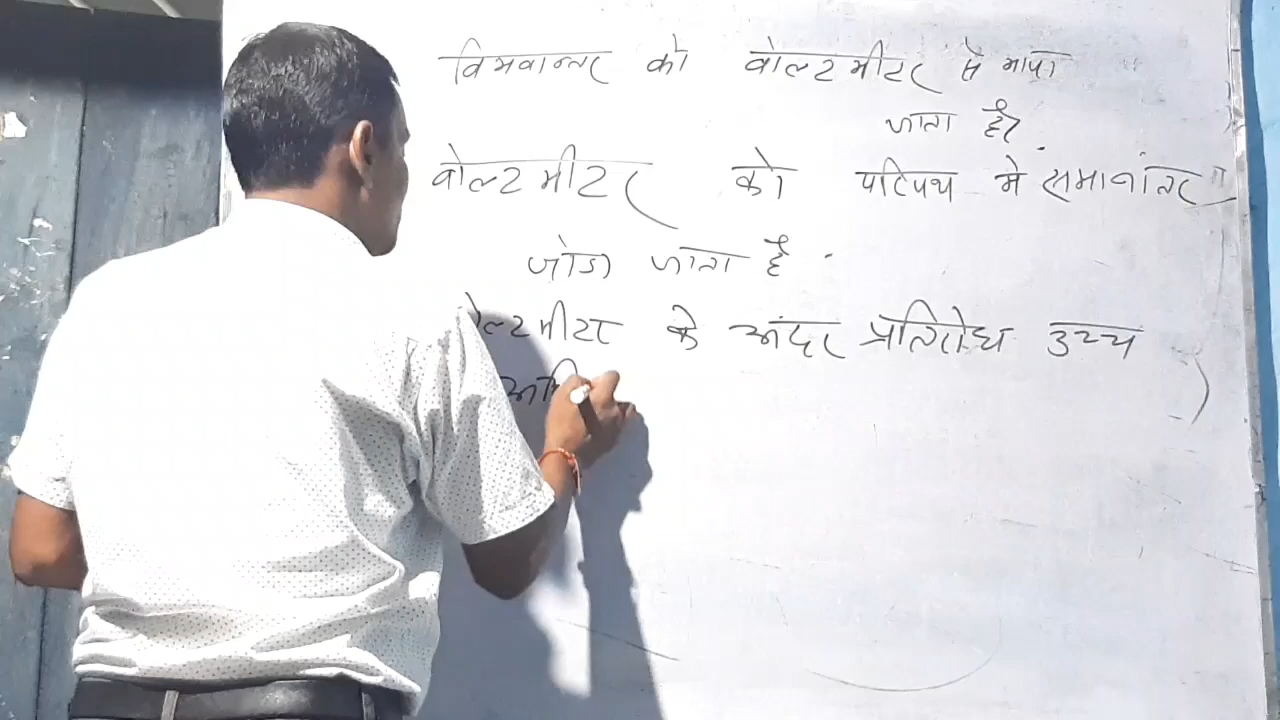 विभवान्तर को वोल्टमीटर से मापा
जाता है।
वोल्टमीटर को परिपथ में समानांतर
जोडा जाता है .
वोल्टमीटर के अंदर प्रतिरोध उच्च